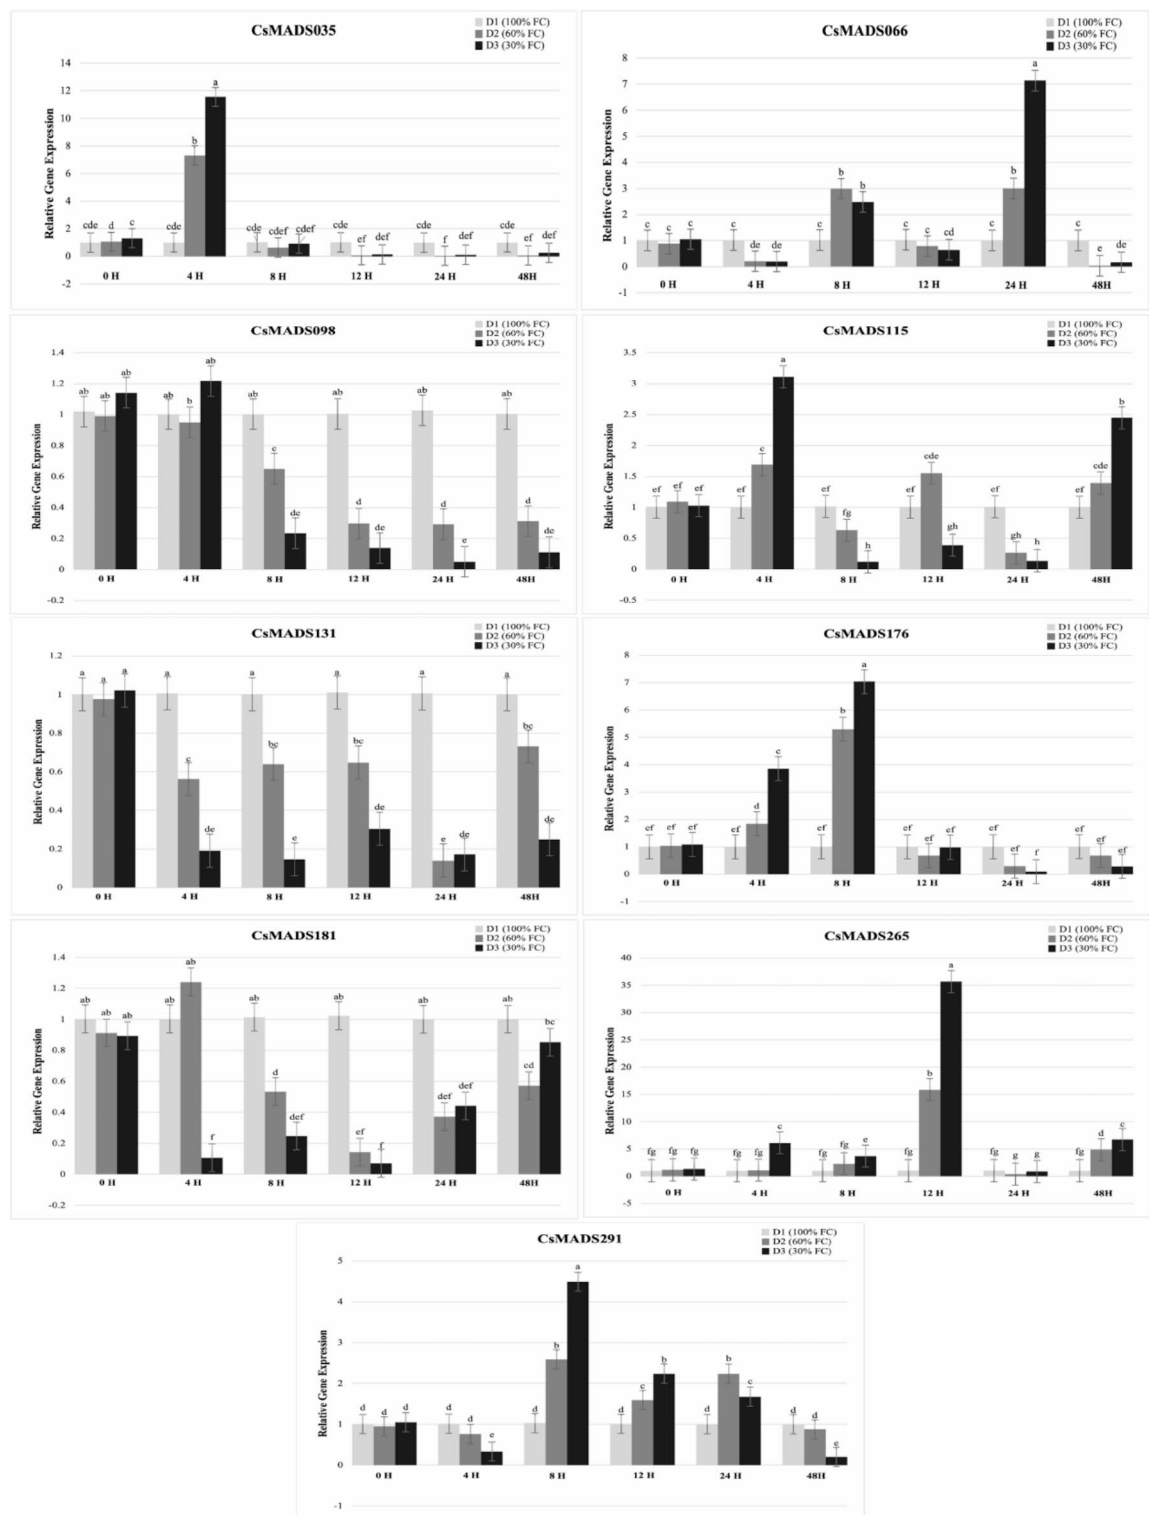 CsMADS035
D1 (100% FC)
D2 (60% FC)
D3 (30% FC)
Relative Gene Expression
14
12
10
8
6
4
2
0
-2
cde d c
cde b a
cde cdef cdef
cde ef def
cde f def
cde ef def
0 H 4 H 8 H 12 H 24 H 48H
CsMADS066
D1 (100% FC)
D2 (60% FC)
D3 (30% FC)
Relative Gene Expression
8
7
6
5
4
3
2
1
0
-1
c c c
c de de
c b b
c c cd
c b a
c e de
0 H 4 H 8 H 12 H 24 H 48H
CsMADS098
D1 (100% FC)
D2 (60% FC)
D3 (30% FC)
Relative Gene Expression
1.4
1.2
1
0.8
0.6
0.4
0.2
0
-0.2
ab ab ab
ab b ab
ab c de
ab d de
ab d e
ab d de
0 H 4 H 8 H 12 H 24 H 48H
CsMADS115
D1 (100% FC)
D2 (60% FC)
D3 (30% FC)
Relative Gene Expression
3.5
3
2.5
2
1.5
1
0.5
0
-0.5
ef ef ef
ef c a
ef fg h
ef cde gh
ef gh h
ef cde b
0 H 4 H 8 H 12 H 24 H 48H
CsMADS131
D1 (100% FC)
D2 (60% FC)
D3 (30% FC)
Relative Gene Expression
1.2
1
0.8
0.6
0.4
0.2
0
a a a
a c de
a bc e
a bc de
a e de
a bc de
0 H 4 H 8 H 12 H 24 H 48H
CsMADS176
D1 (100% FC)
D2 (60% FC)
D3 (30% FC)
Relative Gene Expression
8
7
6
5
4
3
2
1
0
-1
ef ef ef
ef d c
ef b a
ef ef ef
ef ef f
ef ef ef
0 H 4 H 8 H 12 H 24 H 48H
CsMADS181
D1 (100% FC)
D2 (60% FC)
D3 (30% FC)
Relative Gene Expression
1.4
1.2
1
0.8
0.6
0.4
0.2
0
-0.2
ab ab ab
ab ab f
ab d def
ab ef f
ab def def
ab cd bc
0 H 4 H 8 H 12 H 24 H 48H
CsMADS265
D1 (100% FC)
D2 (60% FC)
D3 (30% FC)
Relative Gene Expression
40
35
30
25
20
15
10
5
0
-5
fg fg fg
fg fg c
fg fg e
fg b a
fg g g
fg d c
0 H 4 H 8 H 12 H 24 H 48H
CsMADS291
D1 (100% FC)
D2 (60% FC)
D3 (30% FC)
Relative Gene Expression
5
4
3
2
1
0
-1
d d d
d d e
d b a
d c b
d b c
d d e
0 H 4 H 8 H 12 H 24 H 48H